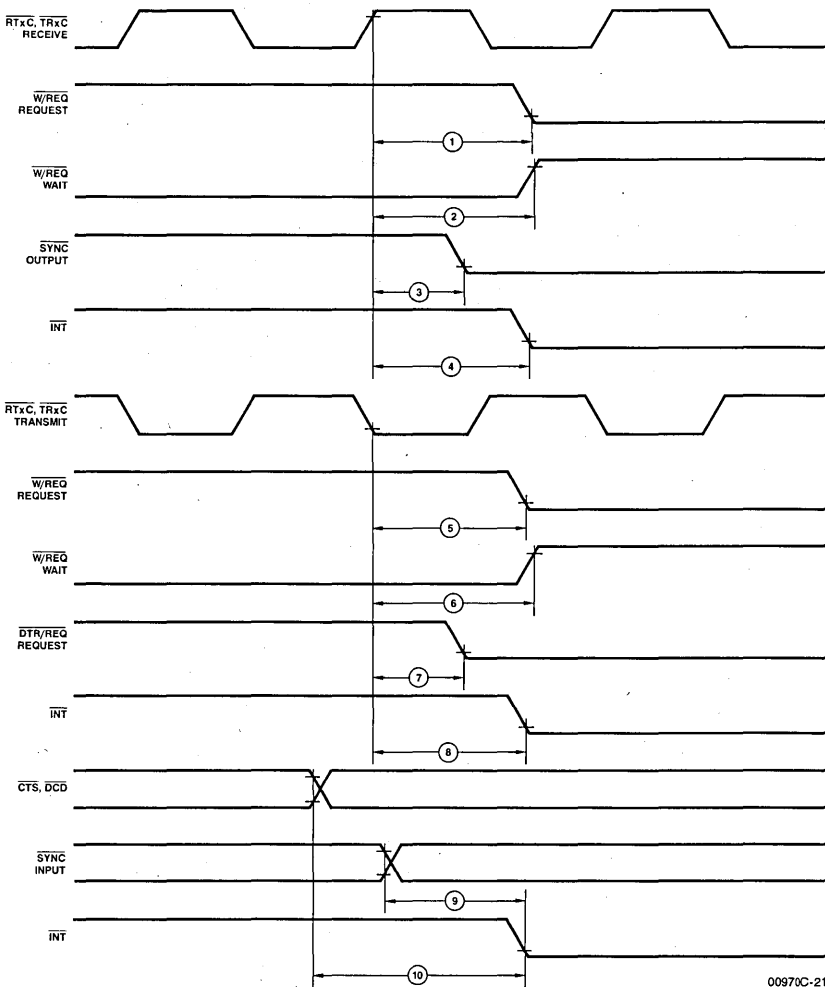 RTxC, TRxC
RECEIVE
W/REQ
REQUEST
1
W/REQ
WAIT
2
SYNC
OUTPUT
3
INT
4
RTxC, TRxC
TRANSMIT
W/REQ
REQUEST
5
W/REQ
WAIT
6
DTR/REQ
REQUEST
7
INT
8
CTS, DCD
SYNC
INPUT
9
INT
10
00970C-21